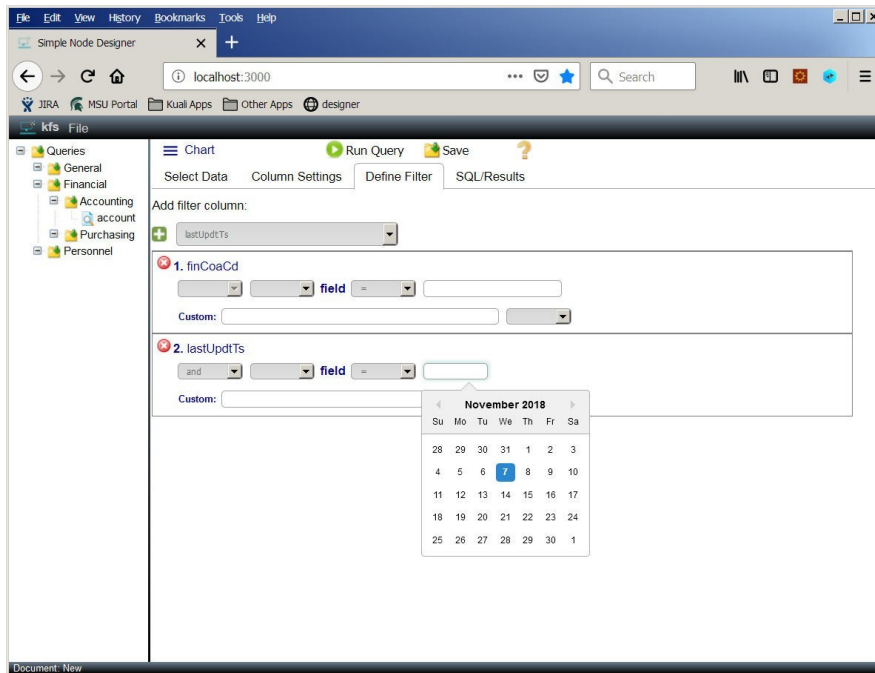 File Edit View History Bookmarks Tools Help
Simple Node Designer
localhost:3000 Search
JIRA MSU Portal Kuali Apps Other Apps designer
kfs File
Queries
General
Financial
Accounting
account
Purchasing
Personnel
Chart Run Query Save
Select Data Column Settings Define Filter SQL/Results
Add filter column:
lastUpdtTs
1. finCoaCd
field =
Custom:
2. lastUpdtTs
and field =
Custom:
November 2018
Su Mo Tu We Th Fr Sa
28 29 30 31 1 2 3
4 5 6 7 8 9 10
11 12 13 14 15 16 17
18 19 20 21 22 23 24
25 26 27 28 29 30 1
Document: New